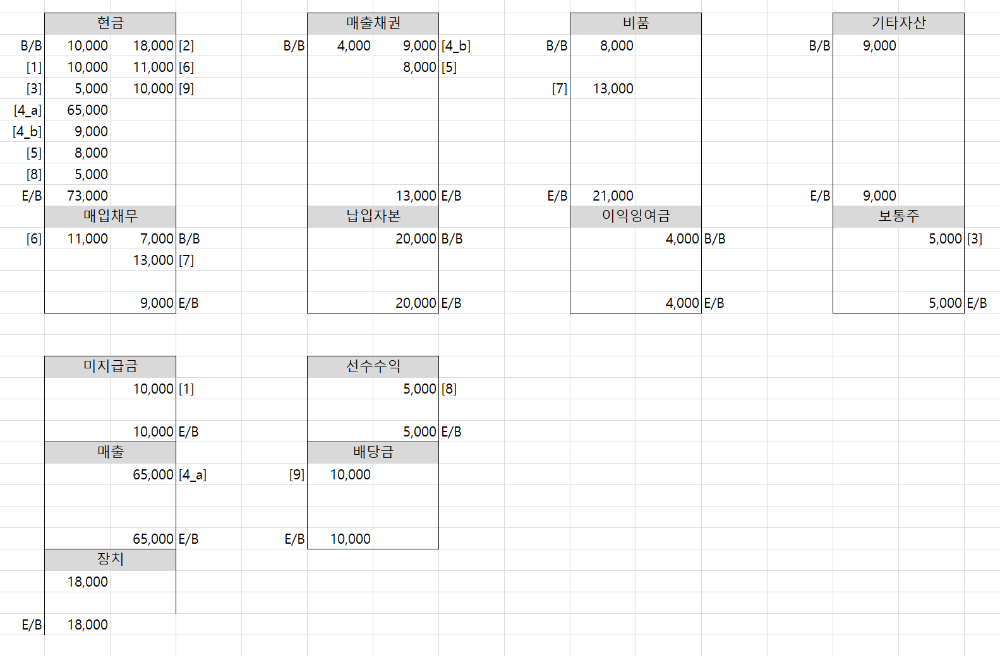 현금 매출채권 비품 기타자산
B/B 10,000 18,000 [2] B/B 4,000 9,000 [4_b] B/B 8,000 B/B 9,000
[1] 10,000 11,000 [6] 8,000 [5]
[3] 5,000 10,000 [9] [7] 13,000
[4_a] 65,000
[4_b] 9,000
[5] 8,000
[8] 5,000
E/B 73,000 13,000 E/B E/B 21,000 E/B 9,000
매입채무 납입자본 이익잉여금 보통주
[6] 11,000 7,000 B/B 20,000 B/B 4,000 B/B 5,000 [3]
13,000 [7]
9,000 E/B 20,000 E/B 4,000 E/B 5,000 E/B
미지급금 선수수익
10,000 [1] 5,000 [8]
10,000 E/B 5,000 E/B
매출 배당금
65,000 [4_a] [9] 10,000
65,000 E/B E/B 10,000
장치
18,000
E/B 18,000